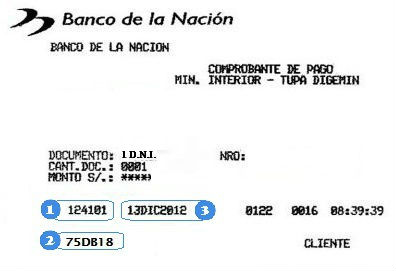 Banco de la Nación
BANCO DE LA NACION
COMPROBANTE DE PAGO
MIN. INTERIOR - TUPA DIGEMIN
DOCUMENTO: 1 D.N.I. NRO:
CANT.DOC.: 0001
MONTO S/.: ****)
1 124101 13DIC2012 3 0122 0016 08:39:39
2 75DB18 CLIENTE